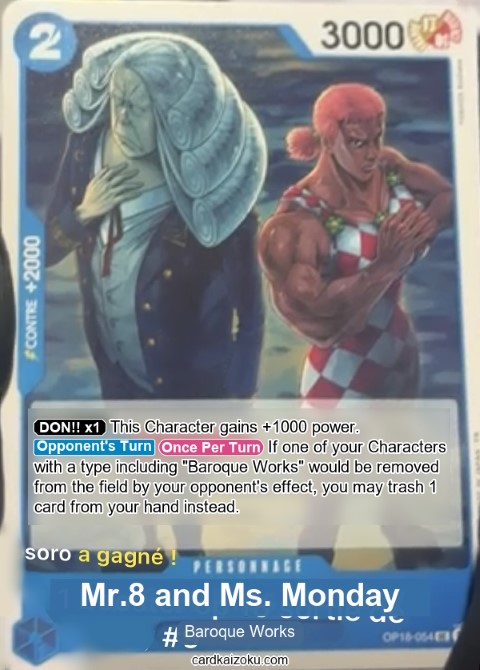 2
3000
CONTRE +2000
DON!! x1 This Character gains +1000 power.
Opponent's Turn Once Per Turn If one of your Characters
with a type including "Baroque Works" would be removed
from the field by your opponent's effect, you may trash 1
card from your hand instead.
soro a gagné !
PERSONNAGE
Mr.8 and Ms. Monday
# Baroque Works
OP16-054 UC
cardkaizoku.com